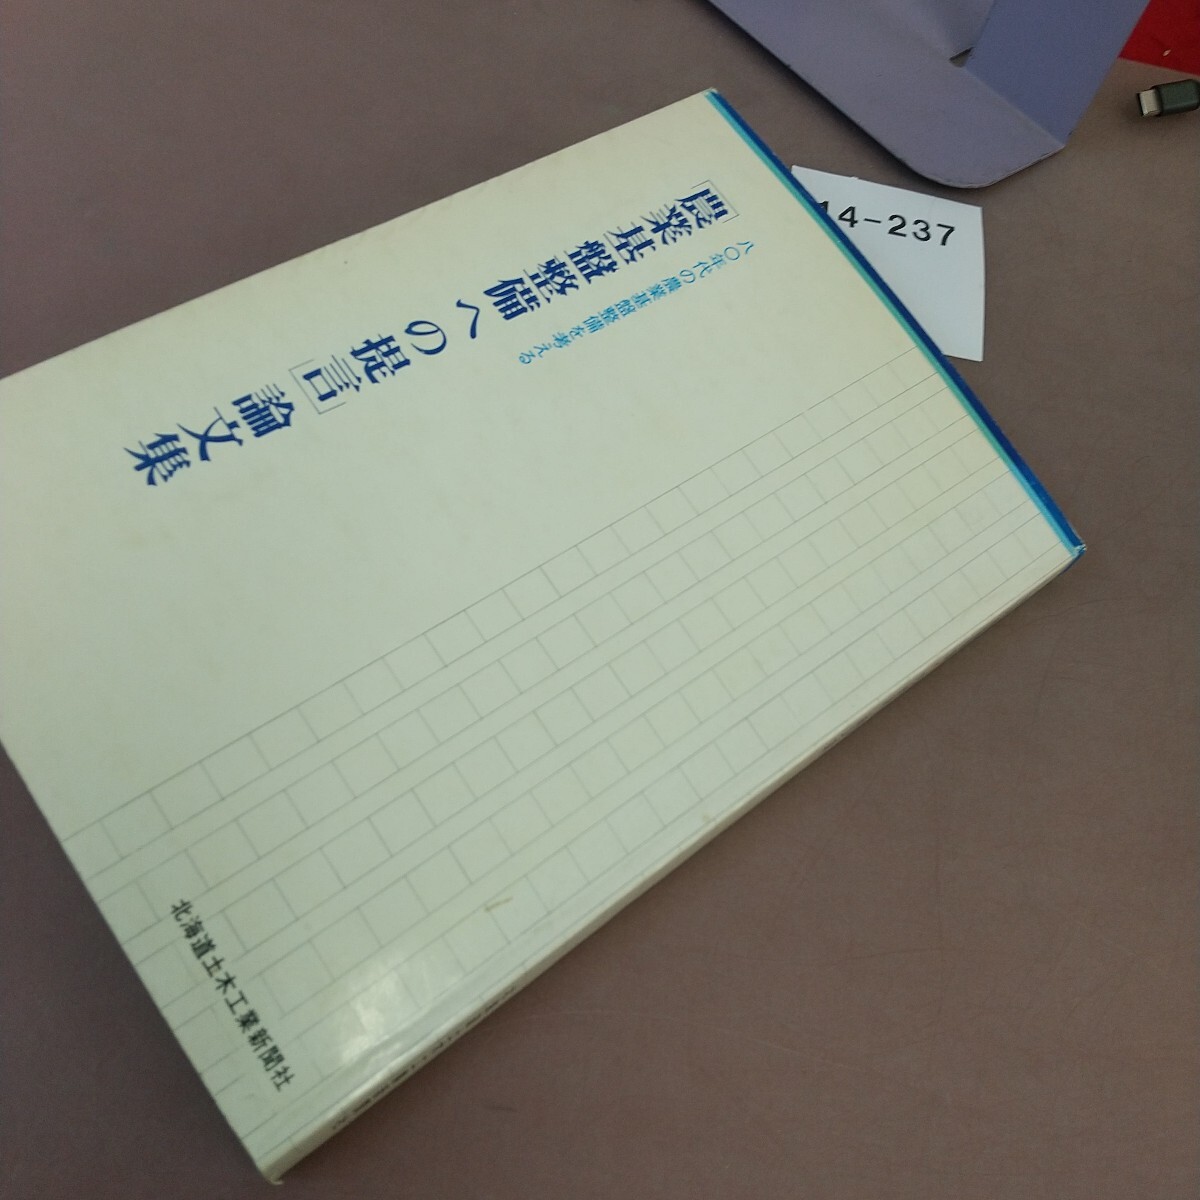 「農業基盤整備への提言」論文集
八〇年代の農業基盤整備を考える
北海道土木工業新聞社
14-237